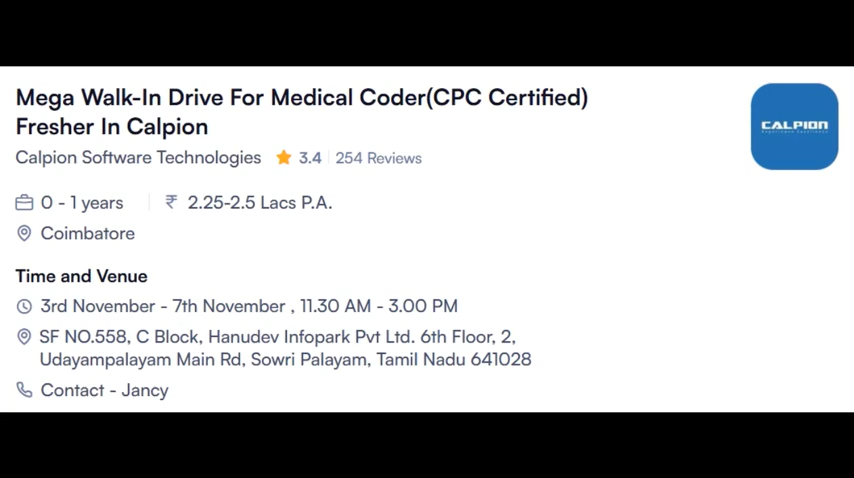 Mega Walk-In Drive For Medical Coder(CPC Certified)
Fresher In Calpion
CALPION
Calpion Software Technologies 3.4 254 Reviews
0 - 1 years ₹ 2.25-2.5 Lacs P.A.
Coimbatore
Time and Venue
3rd November - 7th November , 11.30 AM - 3.00 PM
SF NO.558, C Block, Hanudev Infopark Pvt Ltd. 6th Floor, 2,
Udayampalayam Main Rd, Sowri Palayam, Tamil Nadu 641028
Contact - Jancy